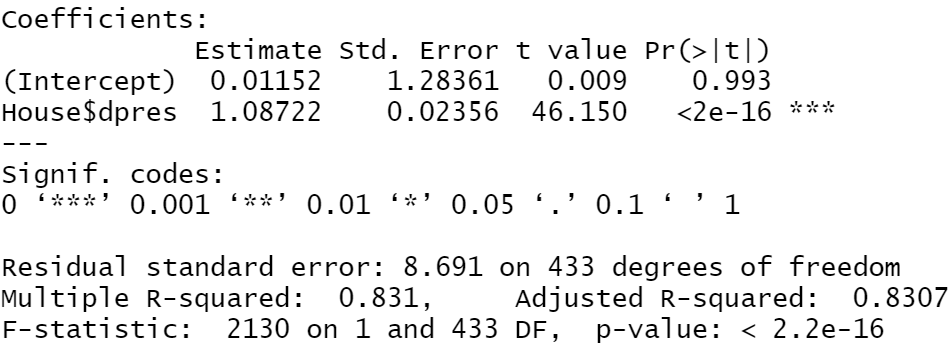 Coefficients:
Estimate Std. Error t value Pr(>|t|)
(Intercept) 0.01152 1.28361 0.009 0.993
House$dpres 1.08722 0.02356 46.150 <2e-16 ***
---
Signif. codes:
0 ‘***’ 0.001 ‘**’ 0.01 ‘*’ 0.05 ‘.’ 0.1 ‘ ’ 1
Residual standard error: 8.691 on 433 degrees of freedom
Multiple R-squared: 0.831, Adjusted R-squared: 0.8307
F-statistic: 2130 on 1 and 433 DF, p-value: < 2.2e-16